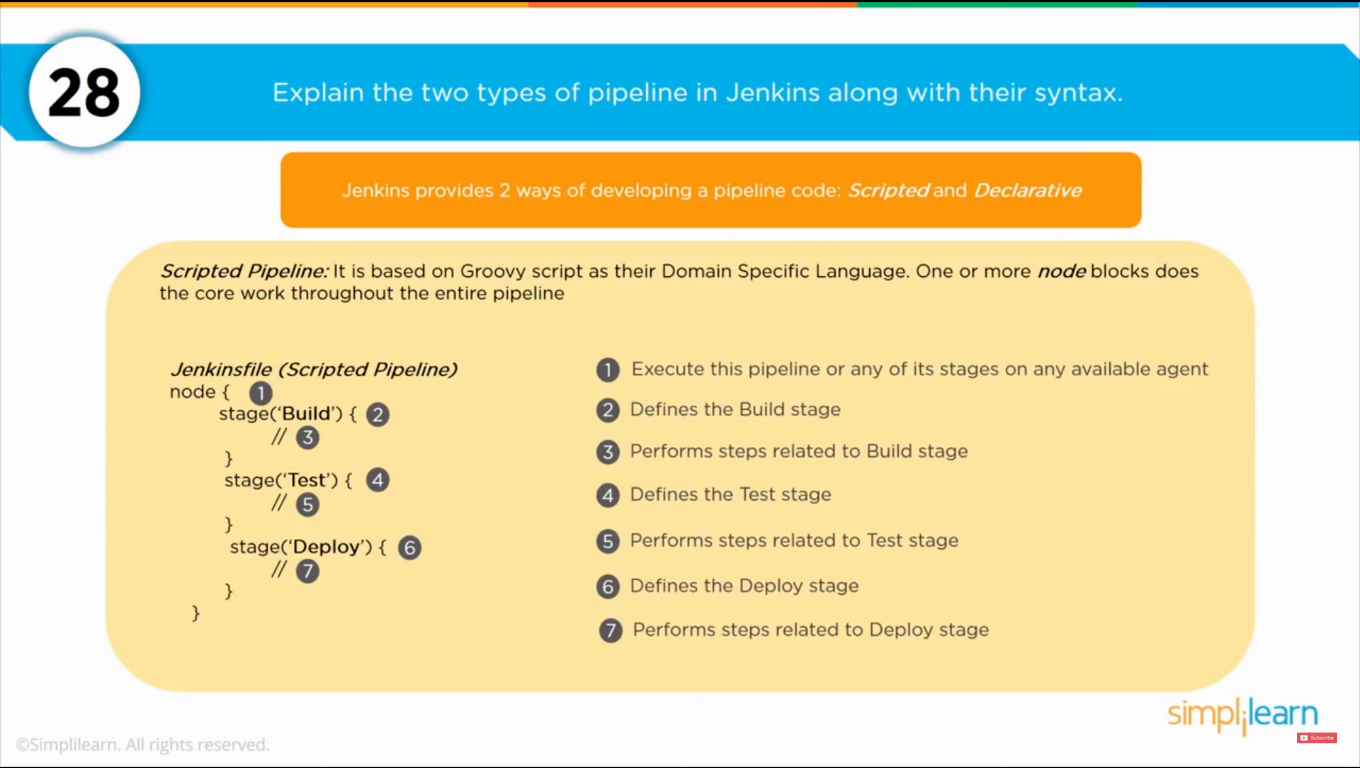 28
Explain the two types of pipeline in Jenkins along with their syntax.
Jenkins provides 2 ways of developing a pipeline code: Scripted and Declarative
Scripted Pipeline: It is based on Groovy script as their Domain Specific Language. One or more node blocks does
the core work throughout the entire pipeline
Jenkinsfile (Scripted Pipeline)
node { 1
stage(‘Build’) { 2
// 3
}
stage(‘Test’) { 4
// 5
}
stage(‘Deploy’) { 6
// 7
}
}
1 Execute this pipeline or any of its stages on any available agent
2 Defines the Build stage
3 Performs steps related to Build stage
4 Defines the Test stage
5 Performs steps related to Test stage
6 Defines the Deploy stage
7 Performs steps related to Deploy stage
simplilearn
Subscribe
©Simplilearn. All rights reserved.